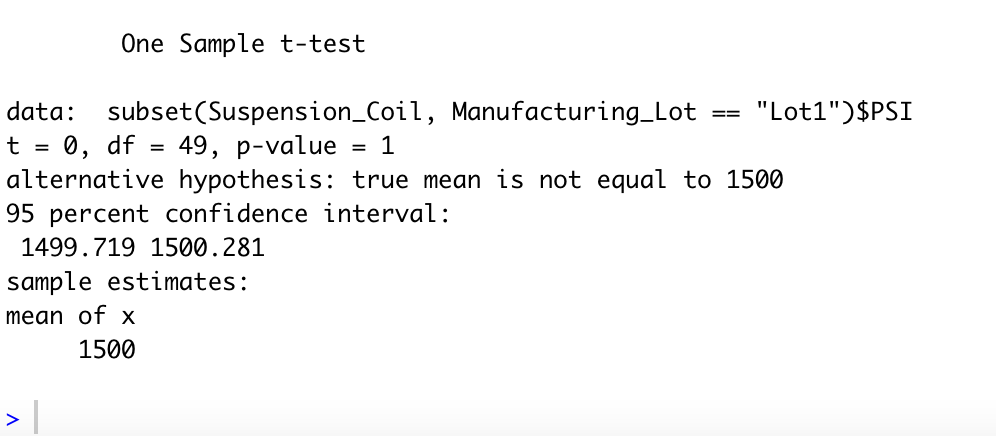 One Sample t-test
data:  subset(Suspension_Coil, Manufacturing_Lot == "Lot1")$PSI
t = 0, df = 49, p-value = 1
alternative hypothesis: true mean is not equal to 1500
95 percent confidence interval:
 1499.719 1500.281
sample estimates:
mean of x
     1500
>